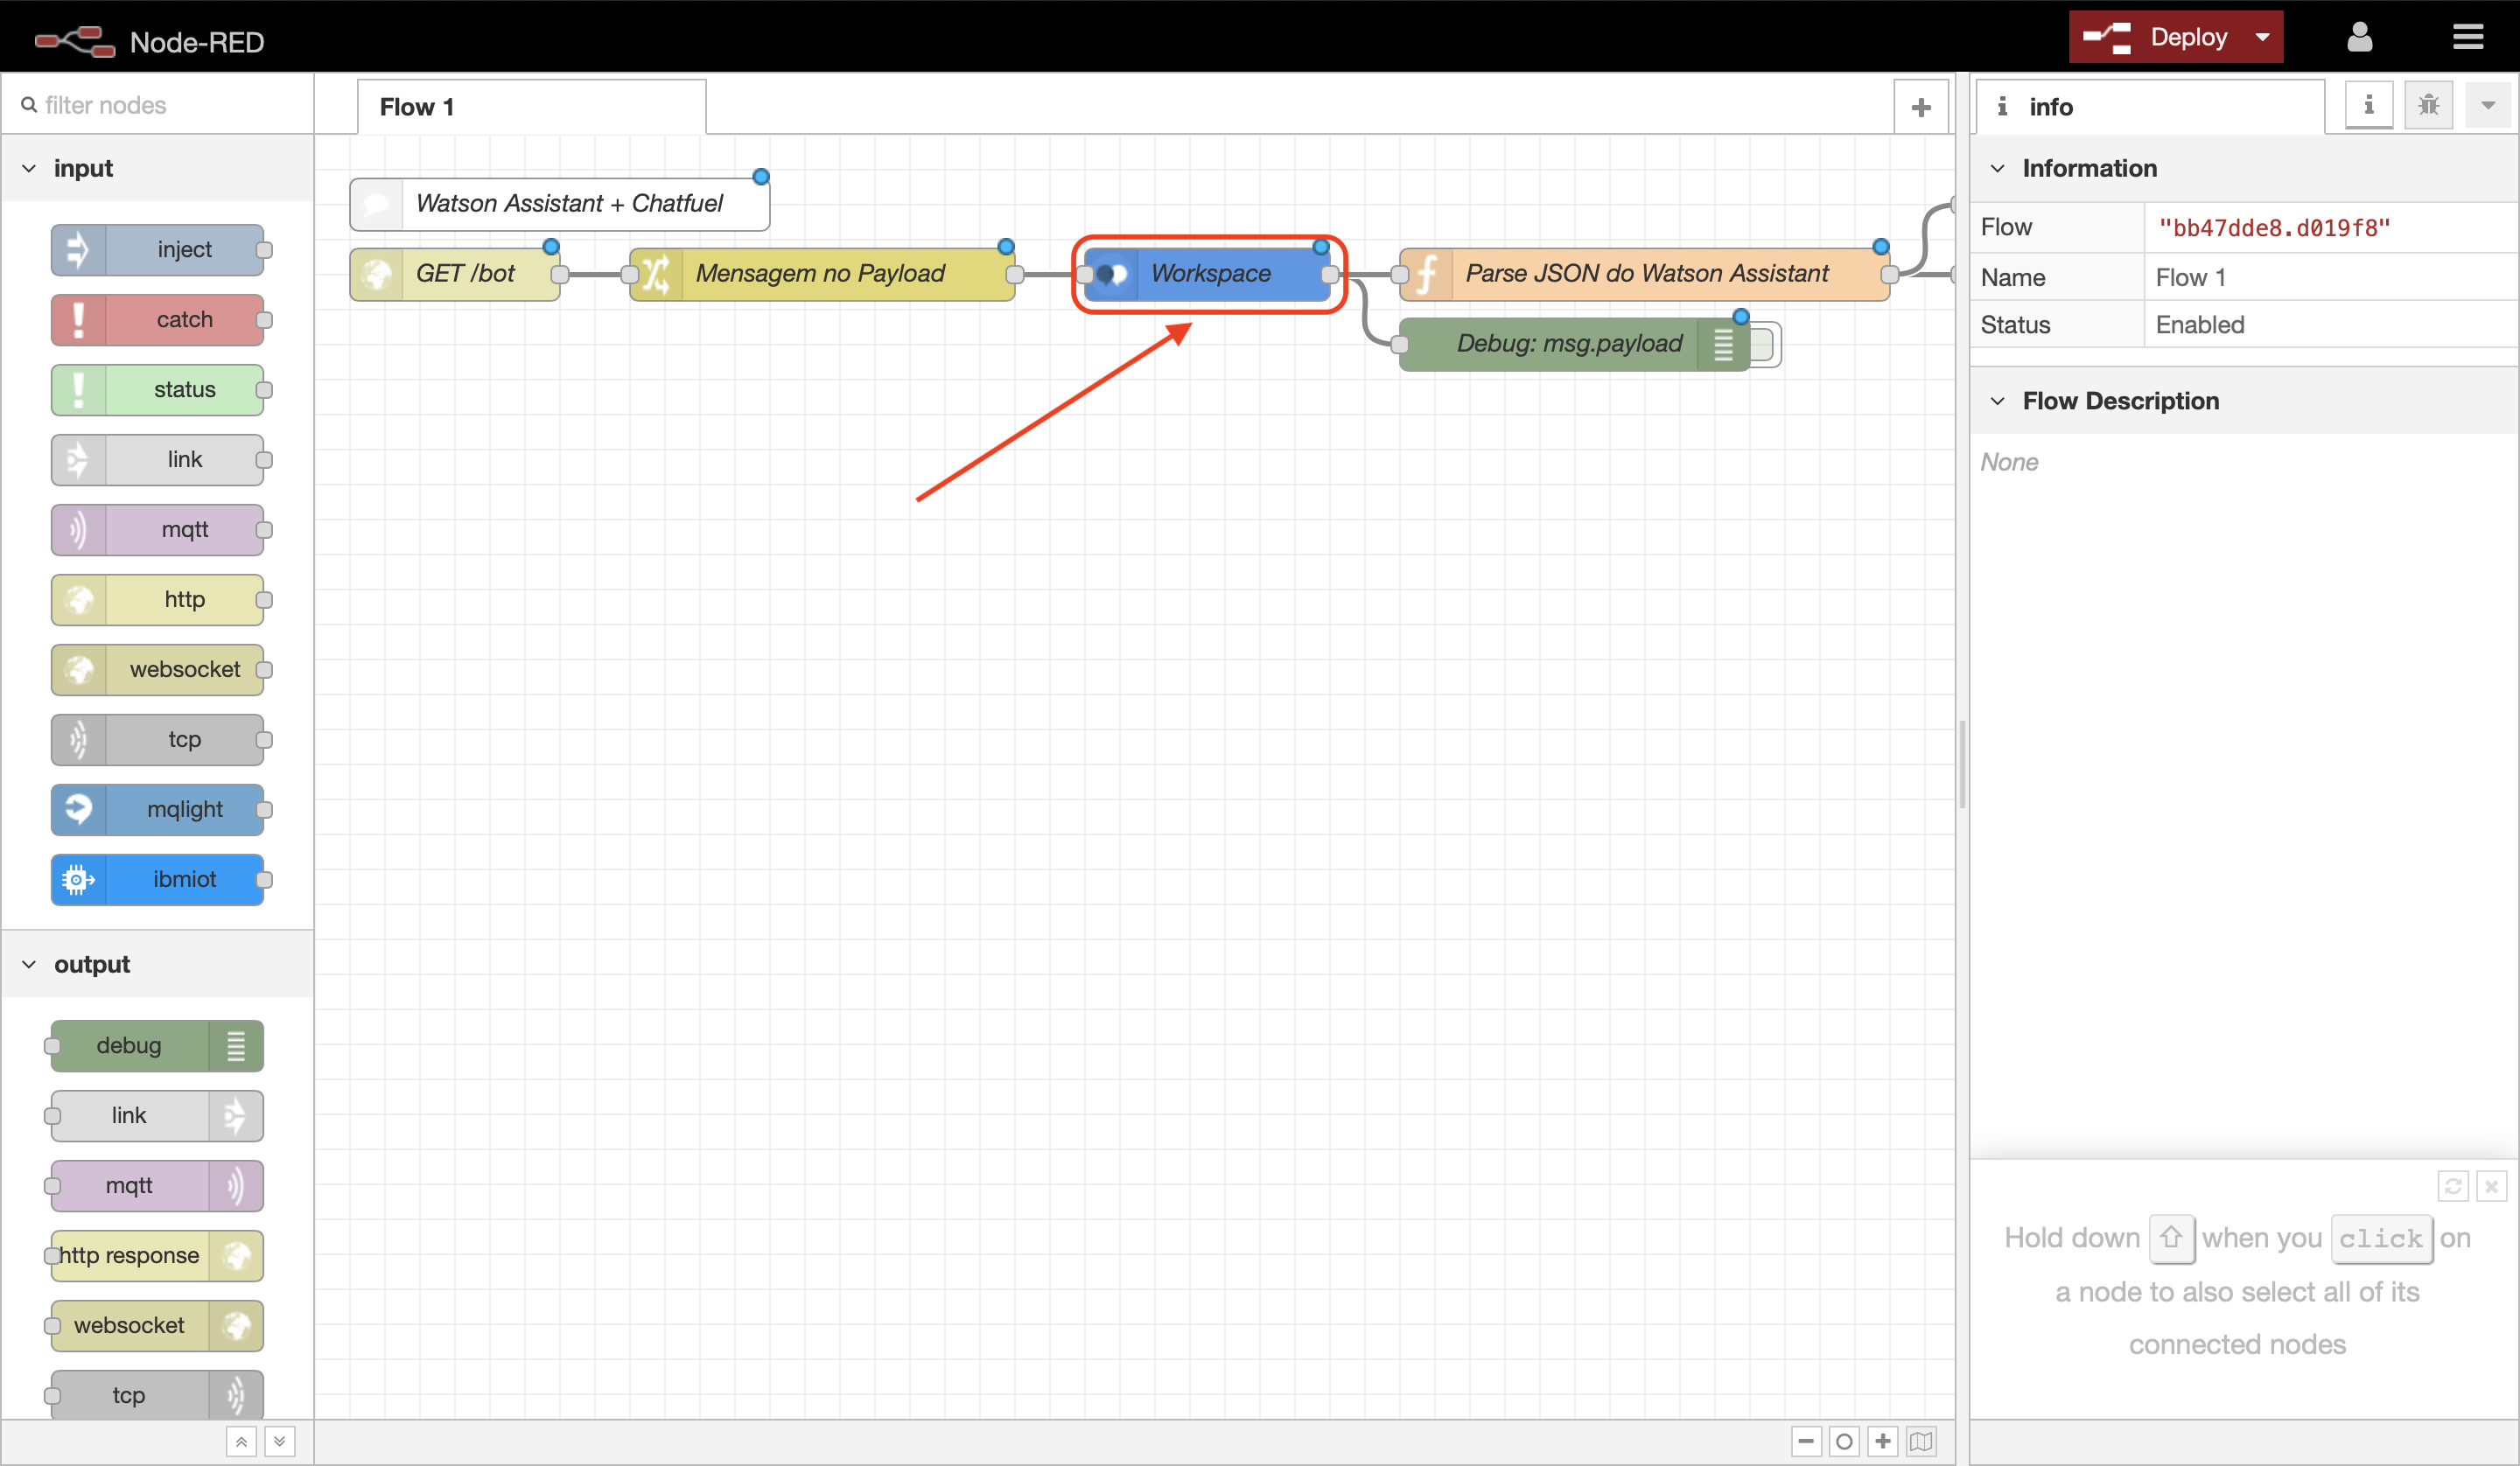 Node-RED
Deploy
filter nodes
Flow 1
info
input
inject
catch
status
link
mqtt
http
websocket
tcp
mqlight
ibmiot
output
debug
link
mqtt
http response
websocket
tcp
Watson Assistant + Chatfuel
GET /bot
Mensagem no Payload
Workspace
Parse JSON do Watson Assistant
Debug: msg.payload
Information
Flow "bb47dde8.d019f8"
Name Flow 1
Status Enabled
Flow Description
None
Hold down ⇧ when you click on
a node to also select all of its
connected nodes